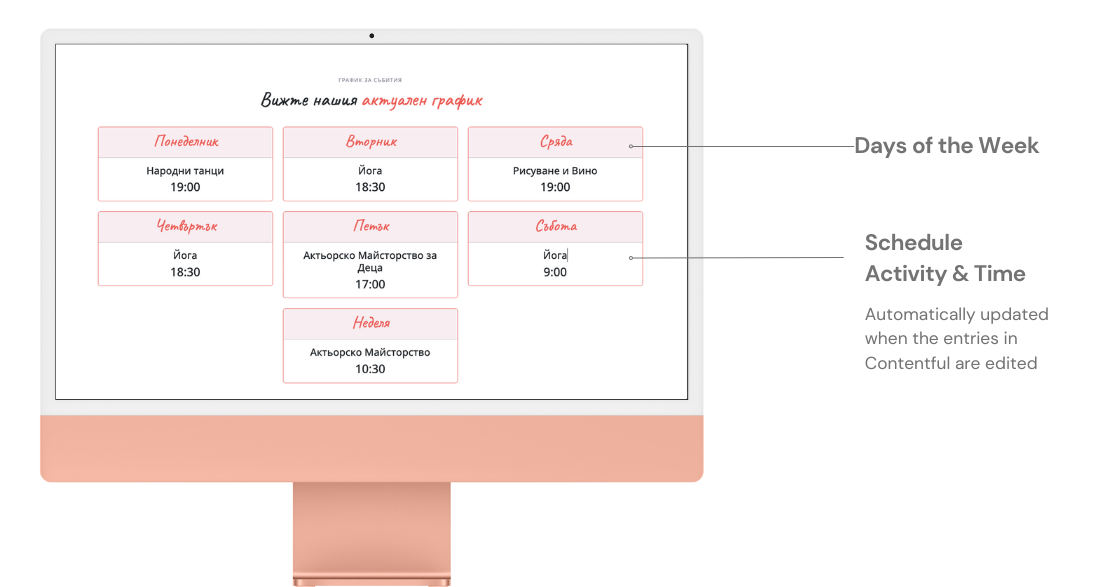 ГРАФИК ЗА СЪБИТИЯ
Вижте нашия актуален график
Понеделник
Народни танци
19:00
Вторник
Йога
18:30
Сряда
Рисуване и Вино
19:00
Четвъртък
Йога
18:30
Петък
Актьорско Майсторство за
Деца
17:00
Събота
Йога
9:00
Неделя
Актьорско Майсторство
10:30
Days of the Week
Schedule
Activity & Time
Automatically updated
when the entries in
Contentful are edited